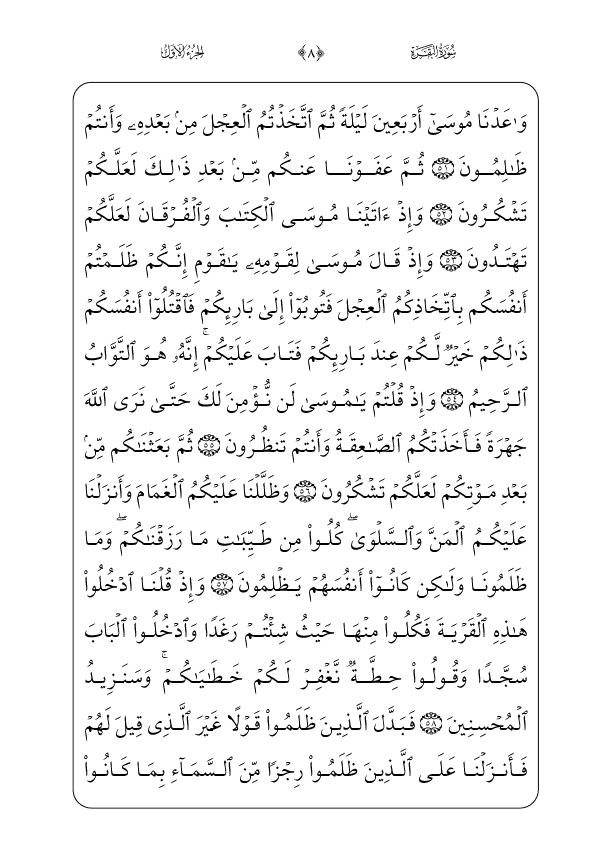 سُورَةُ البَقَرَةِ ﴿٨﴾ الجُزءُ الأوّلُ
وَٰعَدۡنَا مُوسَىٰٓ أَرۡبَعِينَ لَيۡلَةٗ ثُمَّ ٱتَّخَذۡتُمُ ٱلۡعِجۡلَ مِنۢ بَعۡدِهِۦ وَأَنتُمۡ
ظَٰلِمُونَ ٥١ ثُمَّ عَفَوۡنَا عَنكُم مِّنۢ بَعۡدِ ذَٰلِكَ لَعَلَّكُمۡ
تَشۡكُرُونَ ٥٢ وَإِذۡ ءَاتَيۡنَا مُوسَى ٱلۡكِتَٰبَ وَٱلۡفُرۡقَانَ لَعَلَّكُمۡ
تَهۡتَدُونَ ٥٣ وَإِذۡ قَالَ مُوسَىٰ لِقَوۡمِهِۦ يَٰقَوۡمِ إِنَّكُمۡ ظَلَمۡتُمۡ
أَنفُسَكُم بِٱتِّخَاذِكُمُ ٱلۡعِجۡلَ فَتُوبُوٓاْ إِلَىٰ بَارِئِكُمۡ فَٱقۡتُلُوٓاْ أَنفُسَكُمۡ
ذَٰلِكُمۡ خَيۡرٞ لَّكُمۡ عِندَ بَارِئِكُمۡ فَتَابَ عَلَيۡكُمۡۚ إِنَّهُۥ هُوَ ٱلتَّوَّابُ
ٱلرَّحِيمُ ٥٤ وَإِذۡ قُلۡتُمۡ يَٰمُوسَىٰ لَن نُّؤۡمِنَ لَكَ حَتَّىٰ نَرَى ٱللَّهَ
جَهۡرَةٗ فَأَخَذَتۡكُمُ ٱلصَّٰعِقَةُ وَأَنتُمۡ تَنظُرُونَ ٥٥ ثُمَّ بَعَثۡنَٰكُم مِّنۢ
بَعۡدِ مَوۡتِكُمۡ لَعَلَّكُمۡ تَشۡكُرُونَ ٥٦ وَظَلَّلۡنَا عَلَيۡكُمُ ٱلۡغَمَامَ وَأَنزَلۡنَا
عَلَيۡكُمُ ٱلۡمَنَّ وَٱلسَّلۡوَىٰۖ كُلُواْ مِن طَيِّبَٰتِ مَا رَزَقۡنَٰكُمۡۖ وَمَا
ظَلَمُونَا وَلَٰكِن كَانُوٓاْ أَنفُسَهُمۡ يَظۡلِمُونَ ٥٧ وَإِذۡ قُلۡنَا ٱدۡخُلُواْ
هَٰذِهِ ٱلۡقَرۡيَةَ فَكُلُواْ مِنۡهَا حَيۡثُ شِئۡتُمۡ رَغَدٗا وَٱدۡخُلُواْ ٱلۡبَابَ
سُجَّدٗا وَقُولُواْ حِطَّةٞ نَّغۡفِرۡ لَكُمۡ خَطَٰيَٰكُمۡۚ وَسَنَزِيدُ
ٱلۡمُحۡسِنِينَ ٥٨ فَبَدَّلَ ٱلَّذِينَ ظَلَمُواْ قَوۡلًا غَيۡرَ ٱلَّذِي قِيلَ لَهُمۡ
فَأَنزَلۡنَا عَلَى ٱلَّذِينَ ظَلَمُواْ رِجۡزٗا مِّنَ ٱلسَّمَآءِ بِمَا كَانُواْ